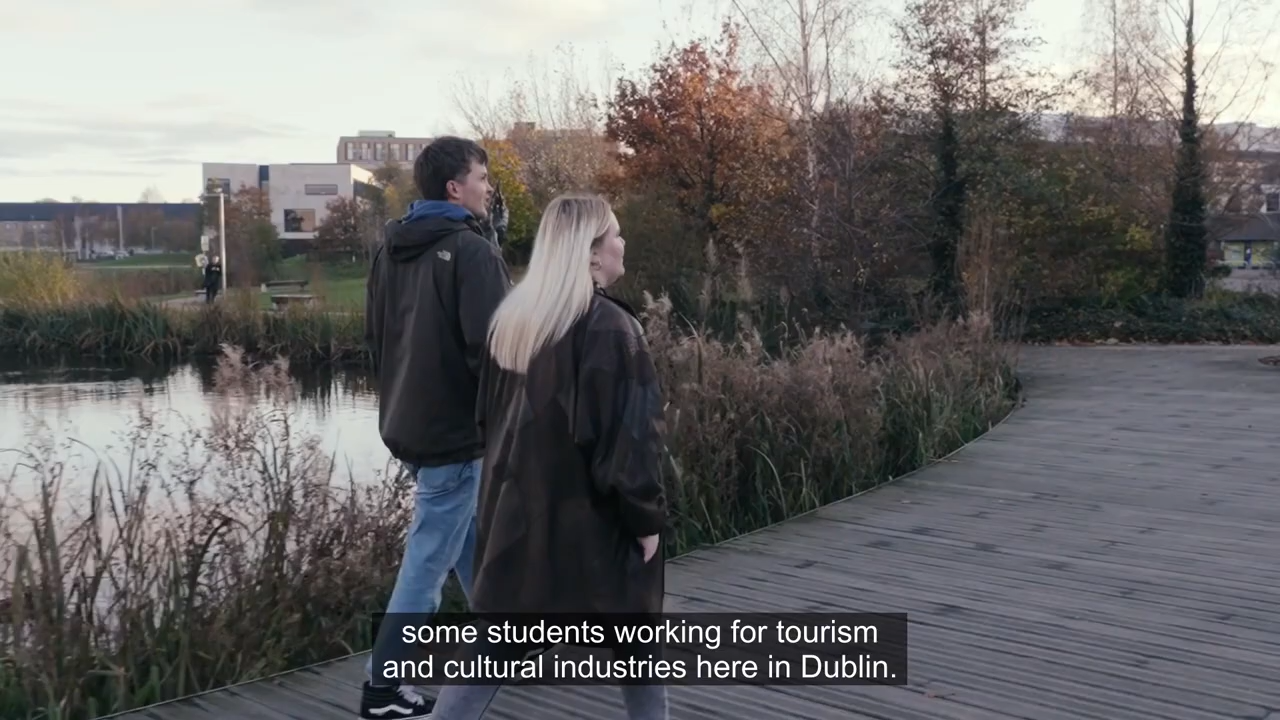 some students working for tourism
and cultural industries here in Dublin.